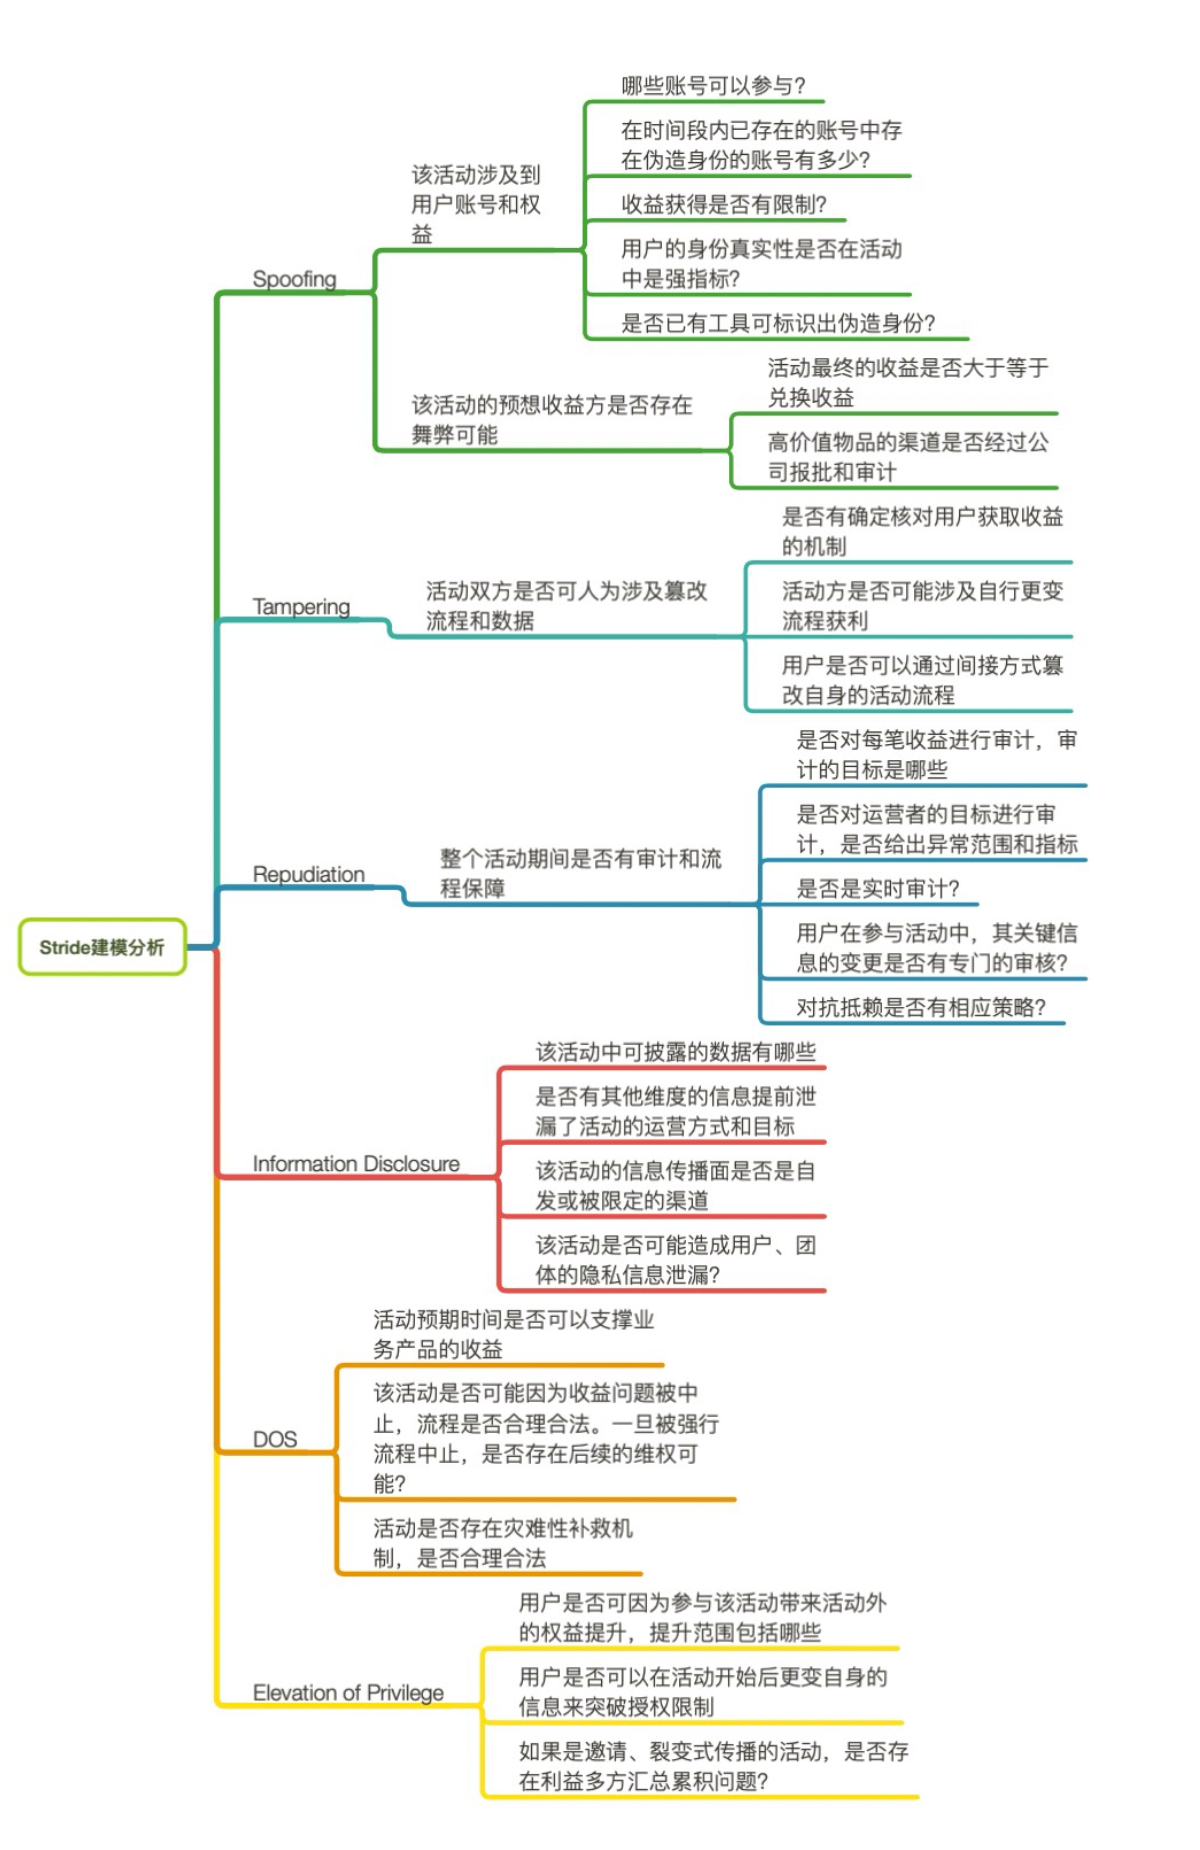 Stride建模分析
Spoofing
该活动涉及到
用户账号和权
益
哪些账号可以参与?
在时间段内已存在的账号中存
在伪造身份的账号有多少?
收益获得是否有限制?
用户的身份真实性是否在活动
中是强指标?
是否已有工具可标识出伪造身份?
该活动的预想收益方是否存在
舞弊可能
活动最终的收益是否大于等于
兑换收益
高价值物品的渠道是否经过公
司报批和审计
Tampering
活动双方是否可人为涉及篡改
流程和数据
是否有确定核对用户获取收益
的机制
活动方是否可能涉及自行更变
流程获利
用户是否可以通过间接方式篡
改自身的活动流程
Repudiation
整个活动期间是否有审计和流
程保障
是否对每笔收益进行审计，审
计的目标是哪些
是否对运营者的目标进行审
计，是否给出异常范围和指标
是否是实时审计?
用户在参与活动中，其关键信
息的变更是否有专门的审核?
对抗抵赖是否有相应策略?
Information Disclosure
该活动中可披露的数据有哪些
是否有其他维度的信息提前泄
漏了活动的运营方式和目标
该活动的信息传播面是否是自
发或被限定的渠道
该活动是否可能造成用户、团
体的隐私信息泄漏?
DOS
活动预期时间是否可以支撑业
务产品的收益
该活动是否可能因为收益问题被中
止，流程是否合理合法。一旦被强行
流程中止，是否存在后续的维权可
能?
活动是否存在灾难性补救机
制，是否合理合法
Elevation of Privilege
用户是否可因为参与该活动带来活动外
的权益提升，提升范围包括哪些
用户是否可以在活动开始后更变自身的
信息来突破授权限制
如果是邀请、裂变式传播的活动，是否存
在利益多方汇总累积问题?